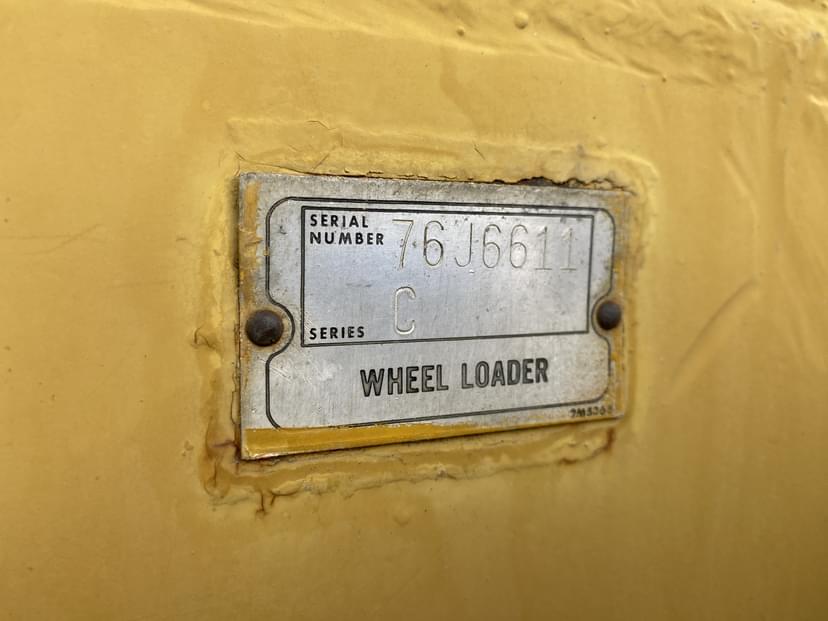 SERIAL
NUMBER 76J6611
C
SERIES
WHEEL LOADER